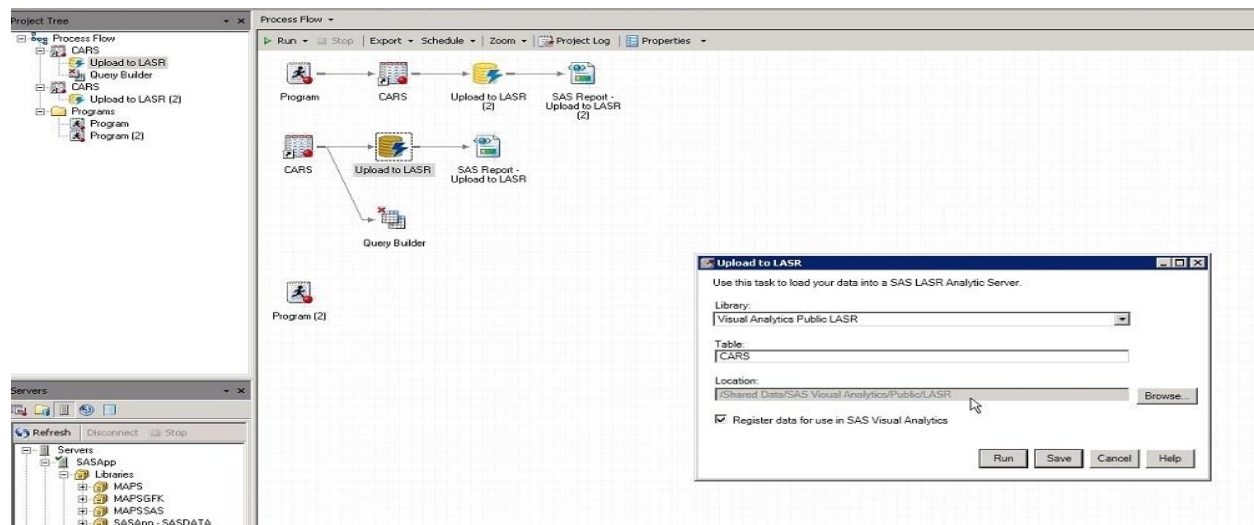 Project Tree
Process Flow
CARS
Upload to LASR
Query Builder
CARS
Upload to LASR (2)
Programs
Program
Program (2)
Servers
Refresh Disconnect Stop
Servers
SASApp
Libraries
MAPS
MAPSGFK
MAPSSAS
SASApp - SASDATA
Process Flow
Run Stop Export Schedule Zoom Project Log Properties
Program
CARS
Upload to LASR
(2)
SAS Report -
Upload to LASR
(2)
CARS
Upload to LASR
SAS Report -
Upload to LASR
Query Builder
Program (2)
Upload to LASR
Use this task to load your data into a SAS LASR Analytic Server.
Library:
Visual Analytics Public LASR
Table:
CARS
Location:
/Shared Data/SAS Visual Analytics/Public/LASR
Browse...
Register data for use in SAS Visual Analytics
Run Save Cancel Help